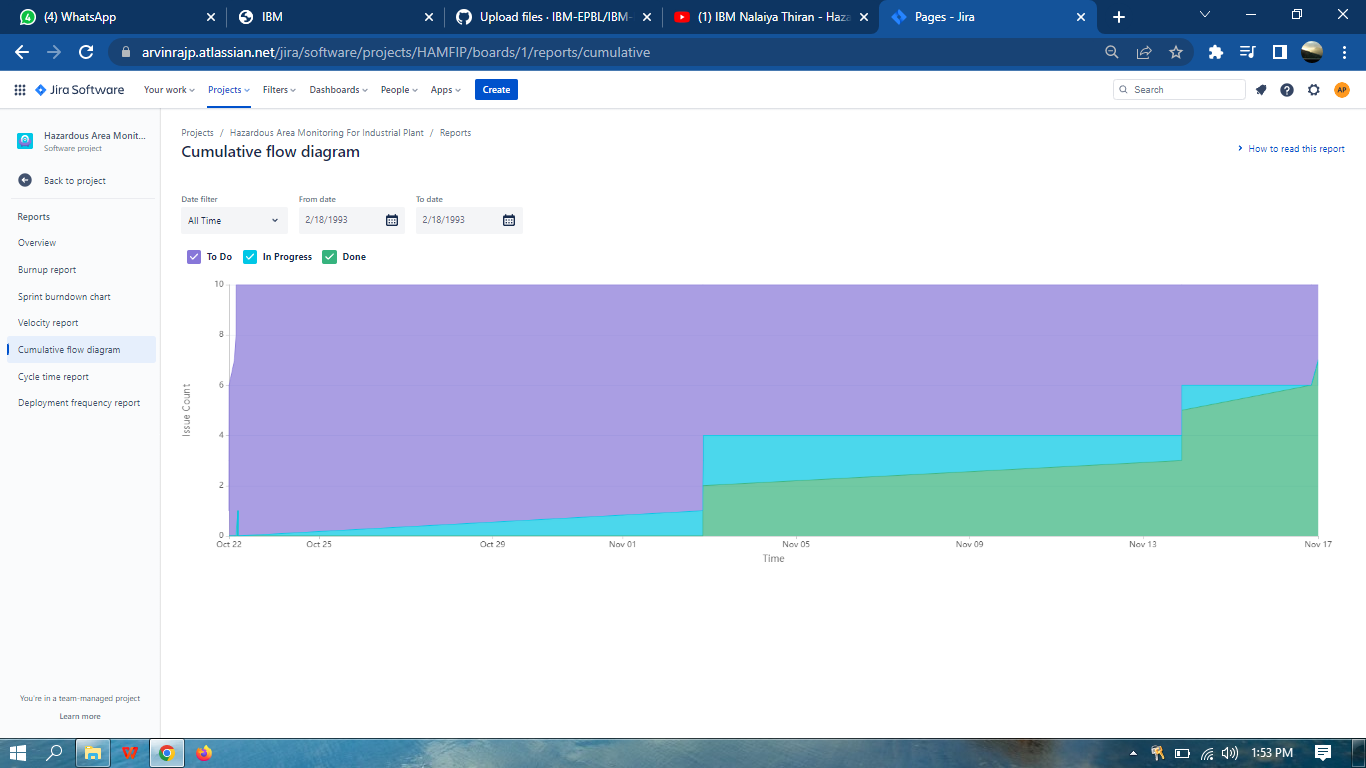 (4) WhatsApp
IBM
Upload files · IBM-EPBL/IBM-
(1) IBM Nalaiya Thiran - Haza
Pages - Jira
arvinrajp.atlassian.net/jira/software/projects/HAMFIP/boards/1/reports/cumulative
Jira Software
Your work
Projects
Filters
Dashboards
People
Apps
Create
Search
AP
Hazardous Area Monit...
Software project
Back to project
Reports
Overview
Burnup report
Sprint burndown chart
Velocity report
Cumulative flow diagram
Cycle time report
Deployment frequency report
You're in a team-managed project
Learn more
Projects / Hazardous Area Monitoring For Industrial Plant / Reports
Cumulative flow diagram
How to read this report
Date filter
From date
To date
All Time
2/18/1993
2/18/1993
To Do
In Progress
Done
10
8
6
4
2
0
Issue Count
Oct 22
Oct 25
Oct 29
Nov 01
Nov 05
Nov 09
Nov 13
Nov 17
Time
1:53 PM